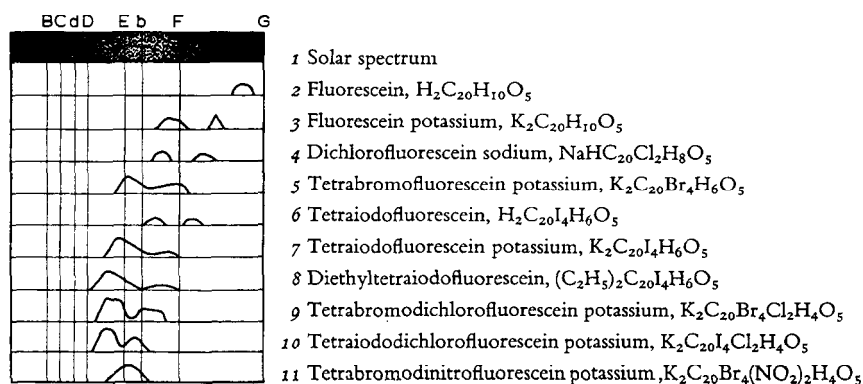 B C d D E b F G
1 Solar spectrum
2 Fluorescein, H₂C₂₀H₁₀O₅
3 Fluorescein potassium, K₂C₂₀H₁₀O₅
4 Dichlorofluorescein sodium, NaHC₂₀Cl₂H₈O₅
5 Tetrabromofluorescein potassium, K₂C₂₀Br₄H₆O₅
6 Tetraiodofluorescein, H₂C₂₀I₄H₆O₅
7 Tetraiodofluorescein potassium, K₂C₂₀I₄H₆O₅
8 Diethyltetraiodofluorescein, (C₂H₅)₂C₂₀I₄H₆O₅
9 Tetrabromodichlorofluorescein potassium, K₂C₂₀Br₄Cl₂H₄O₅
10 Tetraiododichlorofluorescein potassium, K₂C₂₀I₄Cl₂H₄O₅
11 Tetrabromodinitrofluorescein potassium ,K₂C₂₀Br₄(NO₂)₂H₄O₅